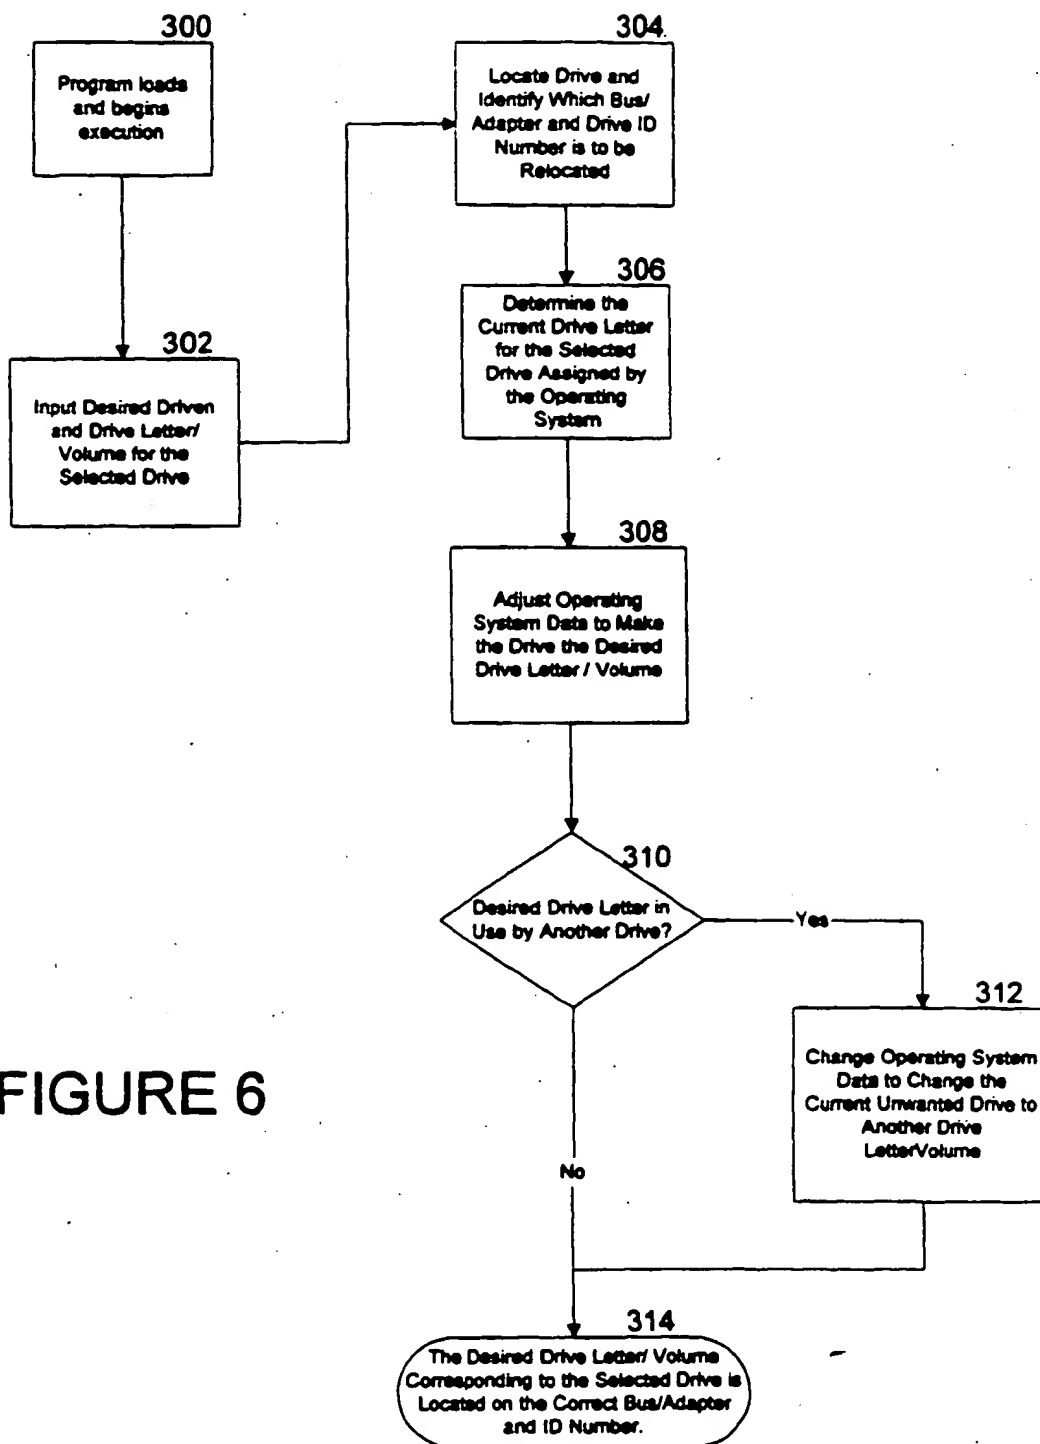 300
Program loads
and begins
execution
302
Input Desired Driven
and Drive Letter/
Volume for the
Selected Drive
304
Locate Drive and
Identify Which Bus/
Adapter and Drive ID
Number is to be
Relocated
306
Determine the
Current Drive Letter
for the Selected
Drive Assigned by
the Operating
System
308
Adjust Operating
System Data to Make
the Drive the Desired
Drive Letter / Volume
310
Desired Drive Letter in
Use by Another Drive?
Yes
312
Change Operating System
Data to Change the
Current Unwanted Drive to
Another Drive
LetterVolume
No
314
The Desired Drive Letter/ Volume
Corresponding to the Selected Drive is
Located on the Correct Bus/Adapter
and ID Number.
FIGURE 6